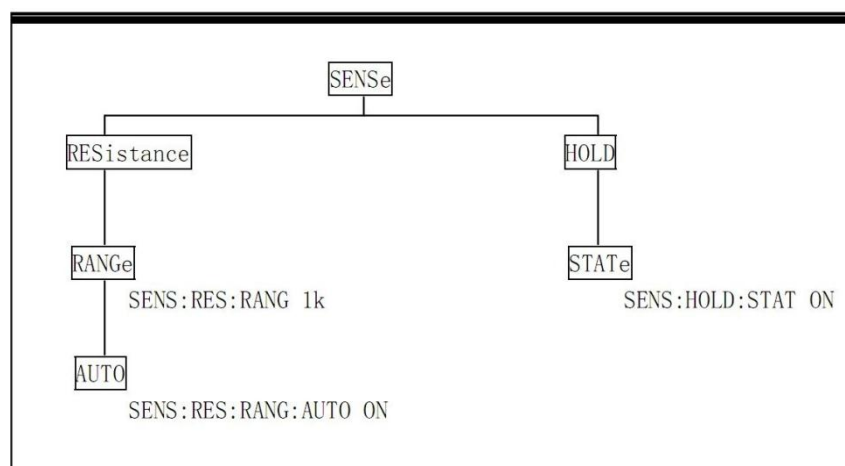 SENSe
RESistance
HOLD
RANGe
STATe
SENS:RES:RANG 1k
SENS:HOLD:STAT ON
AUTO
SENS:RES:RANG:AUTO ON